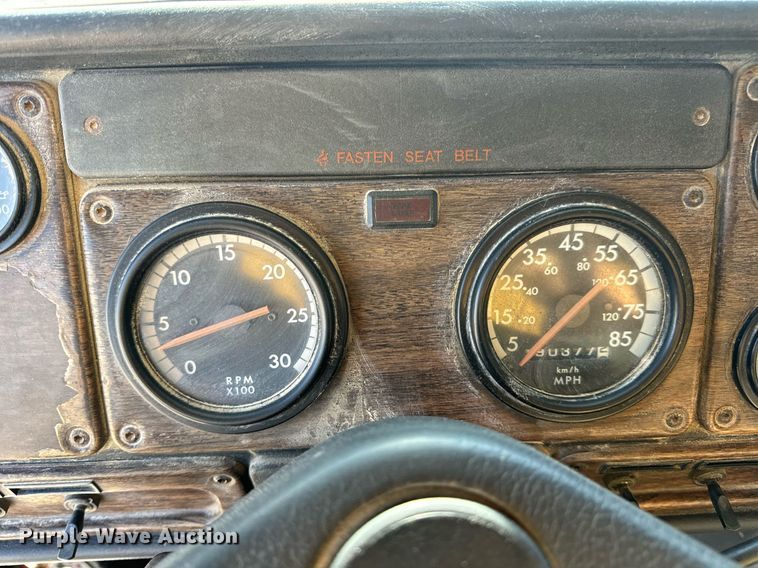 FASTEN SEAT BELT
0 5 10 15 20 25 30
RPM
X100
5 15 25 35 45 55 65 75 85
20 40 60 80 100 120
km/h
MPH
Purple Wave Auction